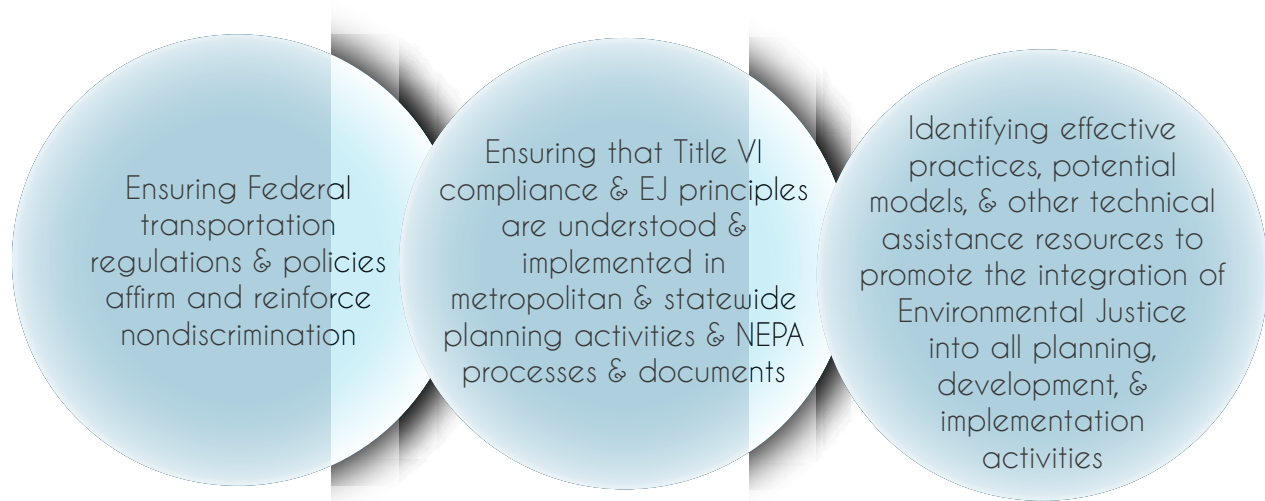 Ensuring Federal
transportation
regulations & policies
affirm and reinforce
nondiscrimination
Ensuring that Title VI
compliance & EJ principles
are understood &
implemented in
metropolitan & statewide
planning activities & NEPA
processes & documents
Identifying effective
practices, potential
models, & other technical
assistance resources to
promote the integration of
Environmental Justice
into all planning,
development, &
implementation
activities